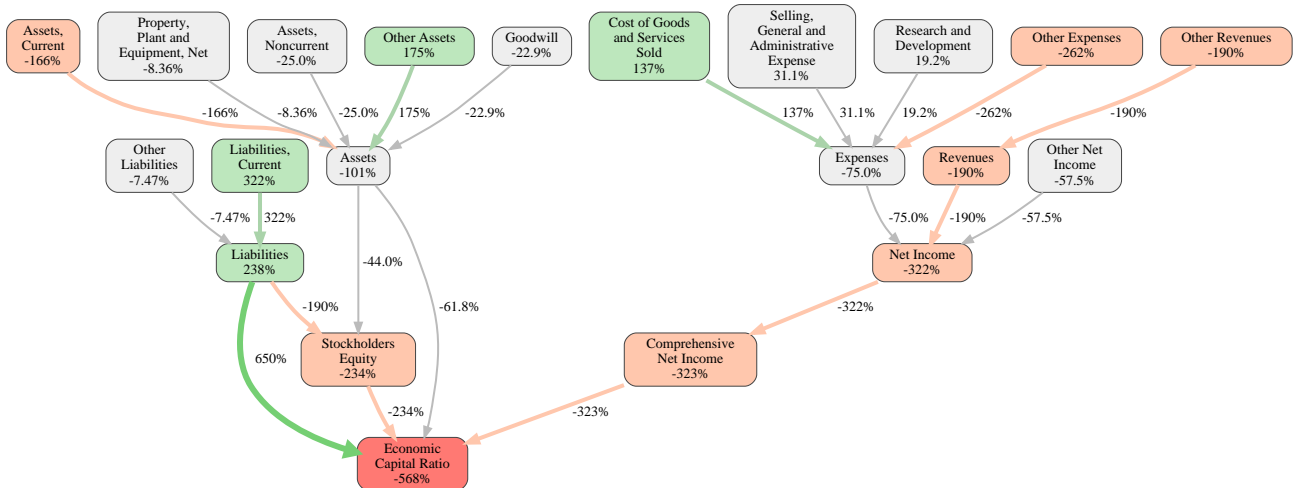 Assets,
Current
-166%
Property,
Plant and
Equipment, Net
-8.36%
Assets,
Noncurrent
-25.0%
Other Assets
175%
Goodwill
-22.9%
Cost of Goods
and Services
Sold
137%
Selling,
General and
Administrative
Expense
31.1%
Research and
Development
19.2%
Other Expenses
-262%
Other Revenues
-190%
-166%
-8.36%
-25.0%
175%
-22.9%
137%
31.1%
19.2%
-262%
-190%
Other
Liabilities
-7.47%
Liabilities,
Current
322%
Assets
-101%
Expenses
-75.0%
Revenues
-190%
Other Net
Income
-57.5%
-7.47%
322%
-75.0%
-190%
-57.5%
Liabilities
238%
-44.0%
Net Income
-322%
-190%
-61.8%
-322%
650%
Stockholders
Equity
-234%
Comprehensive
Net Income
-323%
-234%
-323%
Economic
Capital Ratio
-568%